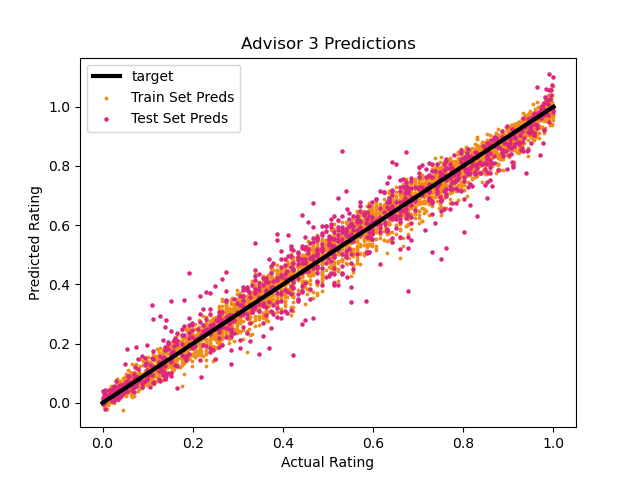 Advisor 3 Predictions
target
Train Set Preds
Test Set Preds
Predicted Rating
1.0
0.8
0.6
0.4
0.2
0.0
0.0 0.2 0.4 0.6 0.8 1.0
Actual Rating